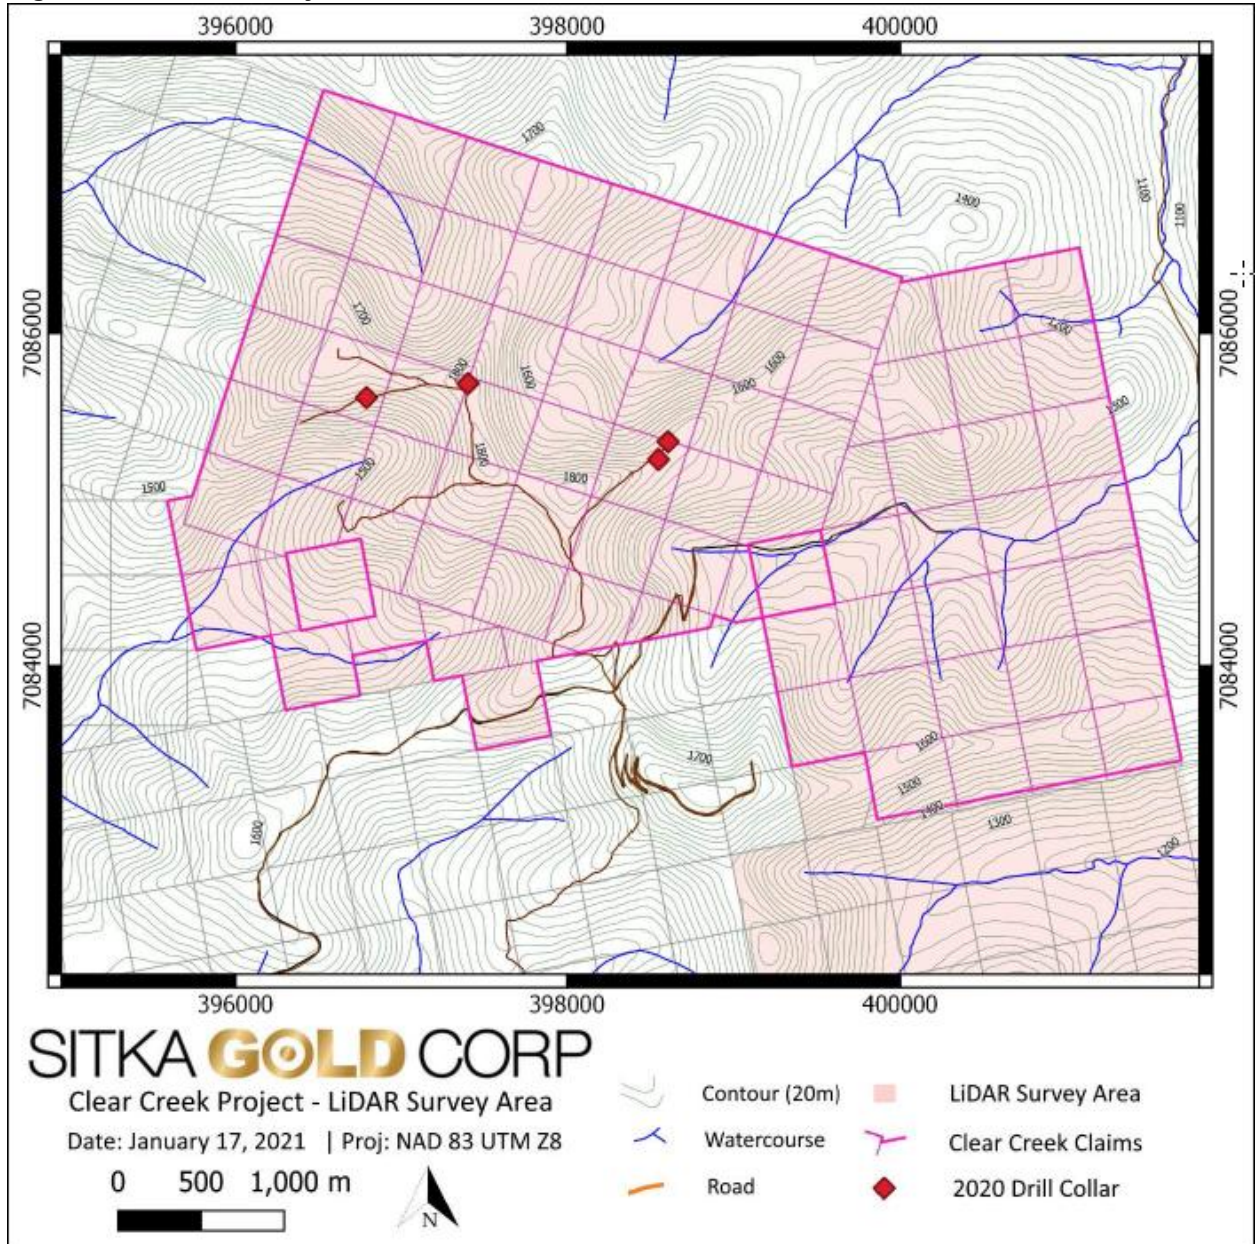 396000 398000 400000
1700
1400
1100
1100
7086000
7086000
1700
1200
1800
1600
1600
1600
1500
1800
1500
1800
1500
7084000
7084000
1700
1600
1500
1400
1300
1200
1600
396000 398000 400000
SITKA GOLD CORP
Clear Creek Project - LiDAR Survey Area
Date: January 17, 2021 | Proj: NAD 83 UTM Z8
0 500 1,000 m
N
Contour (20m)
Watercourse
Road
LiDAR Survey Area
Clear Creek Claims
2020 Drill Collar